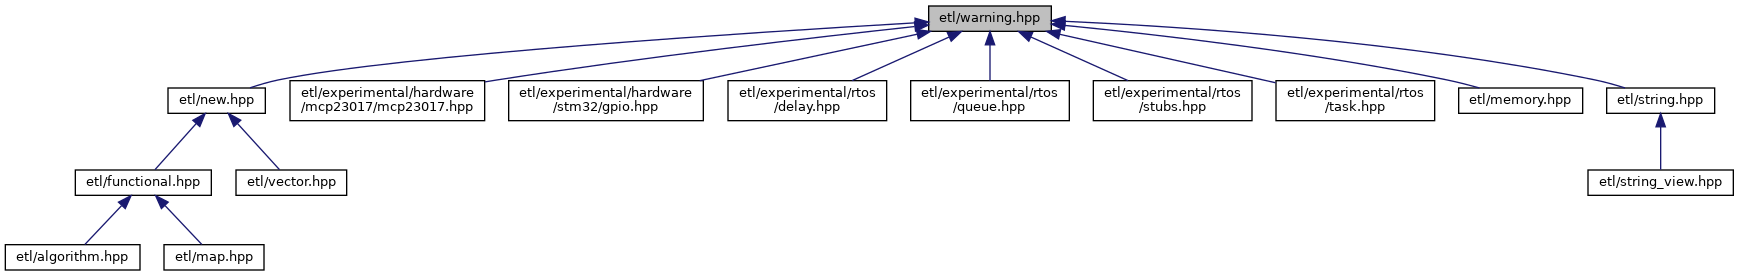 etl/warning.hpp
etl/new.hpp
etl/experimental/hardware
/mcp23017/mcp23017.hpp
etl/experimental/hardware
/stm32/gpio.hpp
etl/experimental/rtos
/delay.hpp
etl/experimental/rtos
/queue.hpp
etl/experimental/rtos
/stubs.hpp
etl/experimental/rtos
/task.hpp
etl/memory.hpp
etl/string.hpp
etl/functional.hpp
etl/vector.hpp
etl/string_view.hpp
etl/algorithm.hpp
etl/map.hpp